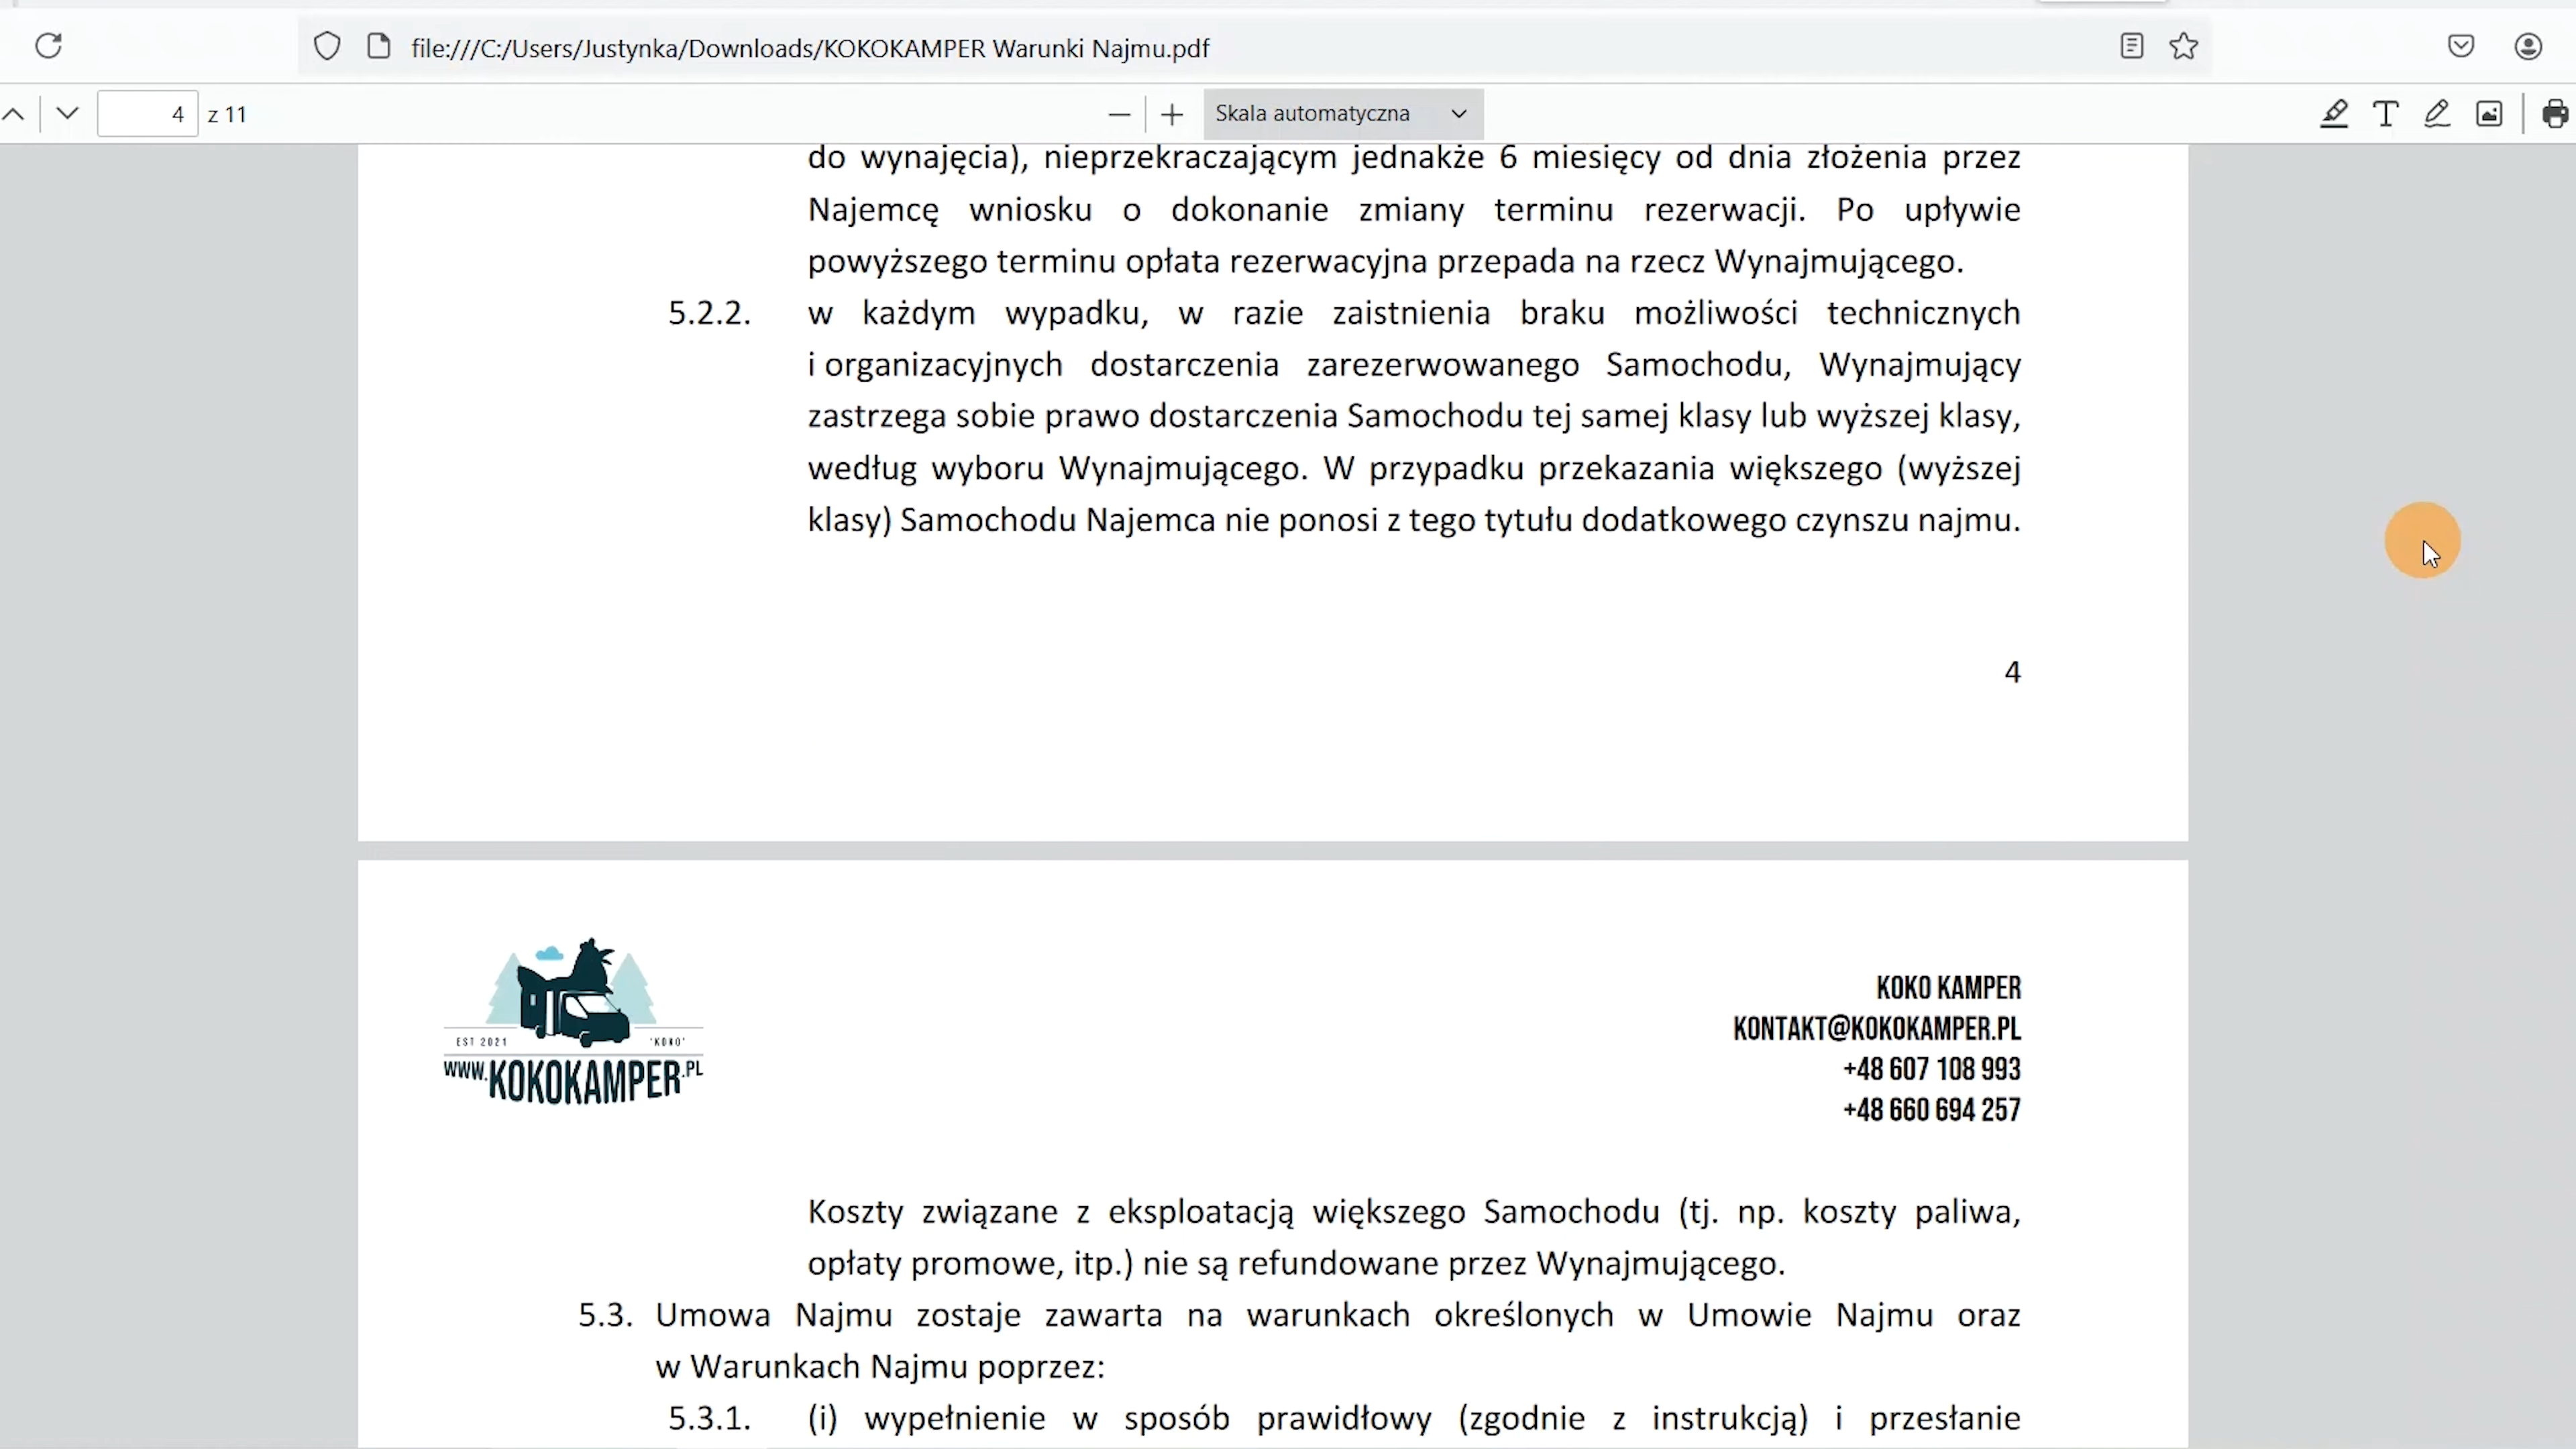 file:///C:/Users/Justynka/Downloads/KOKOKAMPER Warunki Najmu.pdf
4 z 11
Skala automatyczna
do wynajęcia), nieprzekraczającym jednakże 6 miesięcy od dnia złożenia przez
Najemcę wniosku o dokonanie zmiany terminu rezerwacji. Po upływie
powyższego terminu opłata rezerwacyjna przepada na rzecz Wynajmującego.
5.2.2. w każdym wypadku, w razie zaistnienia braku możliwości technicznych
i organizacyjnych dostarczenia zarezerwowanego Samochodu, Wynajmujący
zastrzega sobie prawo dostarczenia Samochodu tej samej klasy lub wyższej klasy,
według wyboru Wynajmującego. W przypadku przekazania większego (wyższej
klasy) Samochodu Najemca nie ponosi z tego tytułu dodatkowego czynszu najmu.
4
EST 2021 'KOKO'
WWW.KOKOKAMPER.PL
KOKO KAMPER
KONTAKT@KOKOKAMPER.PL
+48 607 108 993
+48 660 694 257
Koszty związane z eksploatacją większego Samochodu (tj. np. koszty paliwa,
opłaty promowe, itp.) nie są refundowane przez Wynajmującego.
5.3. Umowa Najmu zostaje zawarta na warunkach określonych w Umowie Najmu oraz
w Warunkach Najmu poprzez:
5.3.1. (i) wypełnienie w sposób prawidłowy (zgodnie z instrukcją) i przesłanie